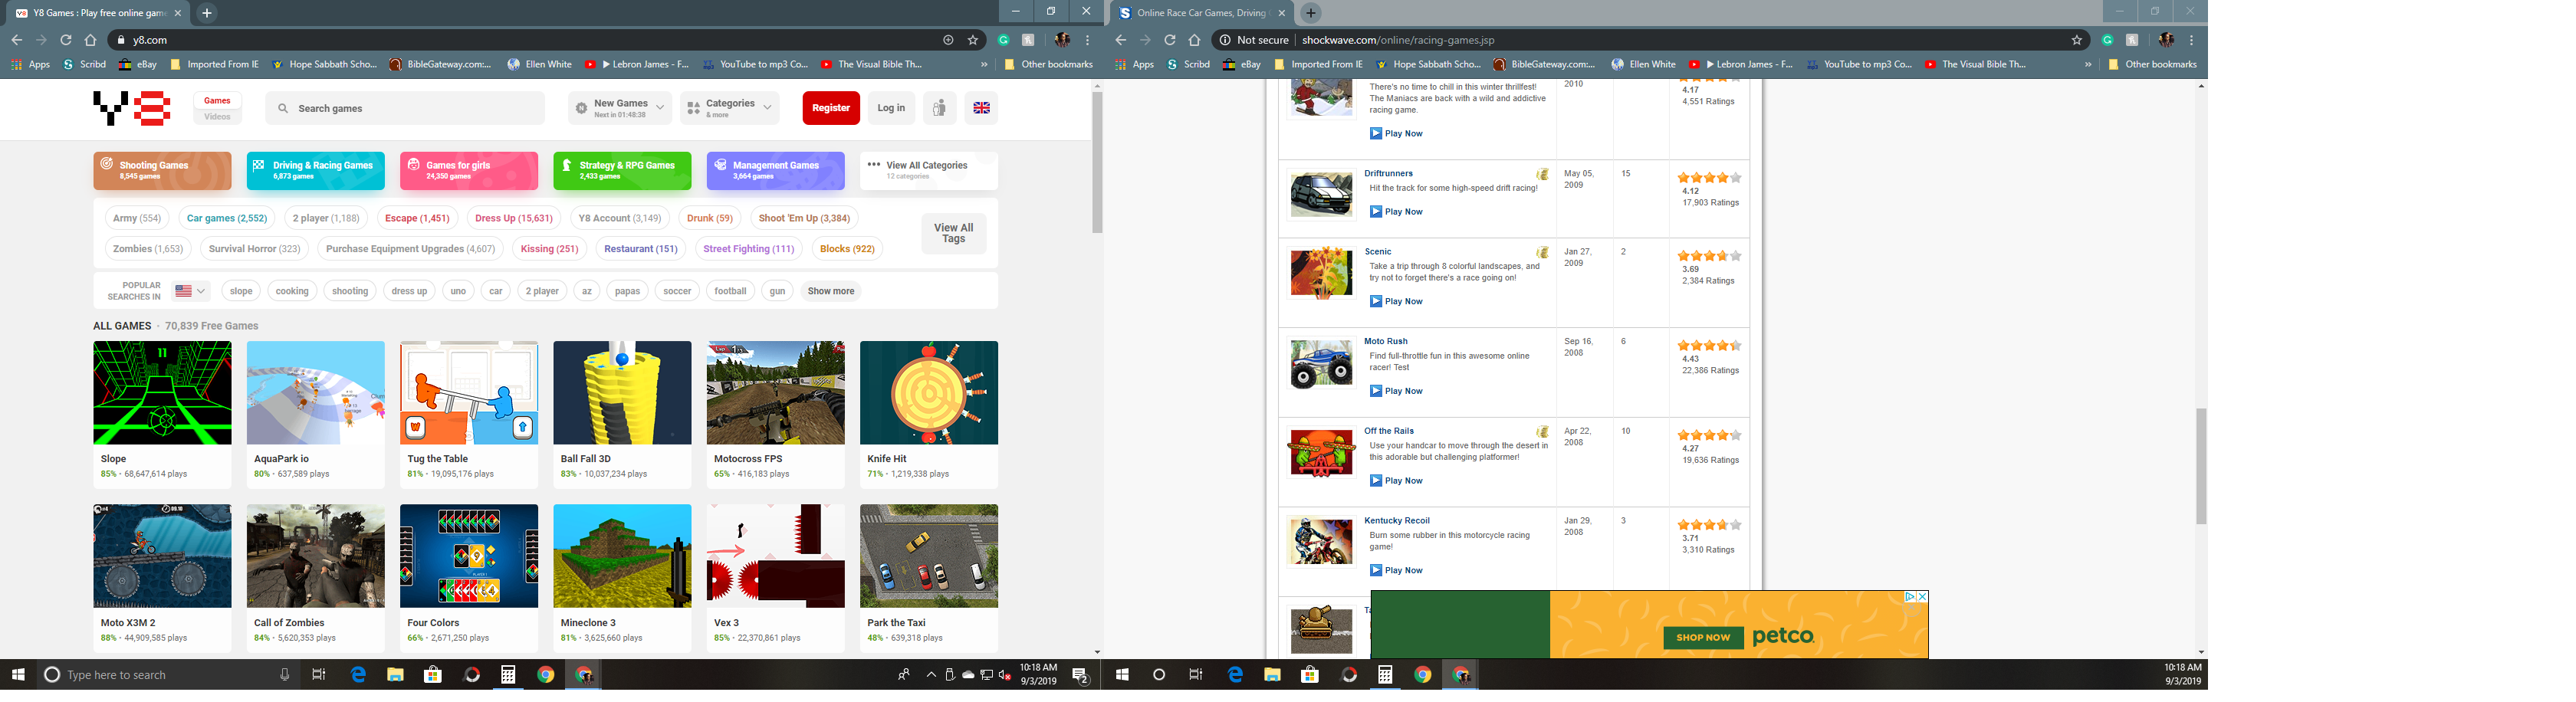 Y8 Games : Play free online game
y8.com
Apps
Scribd
eBay
Imported From IE
Hope Sabbath Scho...
BibleGateway.com:...
Ellen White
Lebron James - F...
YouTube to mp3 Co...
The Visual Bible Th...
»
Other bookmarks
Y8
Games
Videos
Search games
New Games
Next in 01:48:38
Categories
& more
Register
Log in
Shooting Games
8,545 games
Driving & Racing Games
6,873 games
Games for girls
24,350 games
Strategy & RPG Games
2,433 games
Management Games
3,664 games
View All Categories
12 categories
Army (554)
Car games (2,552)
2 player (1,188)
Escape (1,451)
Dress Up (15,631)
Y8 Account (3,149)
Drunk (59)
Shoot 'Em Up (3,384)
Zombies (1,653)
Survival Horror (323)
Purchase Equipment Upgrades (4,607)
Kissing (251)
Restaurant (151)
Street Fighting (111)
Blocks (922)
View All
Tags
POPULAR
SEARCHES IN
slope
cooking
shooting
dress up
uno
car
2 player
az
papas
soccer
football
gun
Show more
ALL GAMES · 70,839 Free Games
Slope
85% • 68,647,614 plays
AquaPark io
80% • 637,589 plays
W
Tug the Table
81% • 19,095,176 plays
Ball Fall 3D
83% • 10,037,234 plays
Motocross FPS
65% • 416,183 plays
Knife Hit
71% • 1,219,338 plays
Moto X3M 2
88% • 44,909,585 plays
Call of Zombies
84% • 5,620,353 plays
Four Colors
66% • 2,671,250 plays
Mineclone 3
81% • 3,625,660 plays
Vex 3
85% • 22,370,861 plays
Park the Taxi
48% • 639,318 plays
Type here to search
10:18 AM
9/3/2019
2
Online Race Car Games, Driving
Not secure | shockwave.com/online/racing-games.jsp
Apps
Scribd
eBay
Imported From IE
Hope Sabbath Scho...
BibleGateway.com:...
Ellen White
Lebron James - F...
YouTube to mp3 Co...
The Visual Bible Th...
»
Other bookmarks
There's no time to chill in this winter thrillfest!
The Maniacs are back with a wild and addictive
racing game.
Play Now
2010
4.17
4,551 Ratings
Driftrunners
Hit the track for some high-speed drift racing!
Play Now
May 05,
2009
15
4.12
17,903 Ratings
Scenic
Take a trip through 8 colorful landscapes, and
try not to forget there's a race going on!
Play Now
Jan 27,
2009
2
3.69
2,384 Ratings
Moto Rush
Find full-throttle fun in this awesome online
racer! Test
Play Now
Sep 16,
2008
6
4.43
22,386 Ratings
Off the Rails
Use your handcar to move through the desert in
this adorable but challenging platformer!
Play Now
Apr 22,
2008
10
4.27
19,636 Ratings
Kentucky Recoil
Burn some rubber in this motorcycle racing
game!
Play Now
Jan 29,
2008
3
3.71
3,310 Ratings
SHOP NOW
petco
10:18 AM
9/3/2019